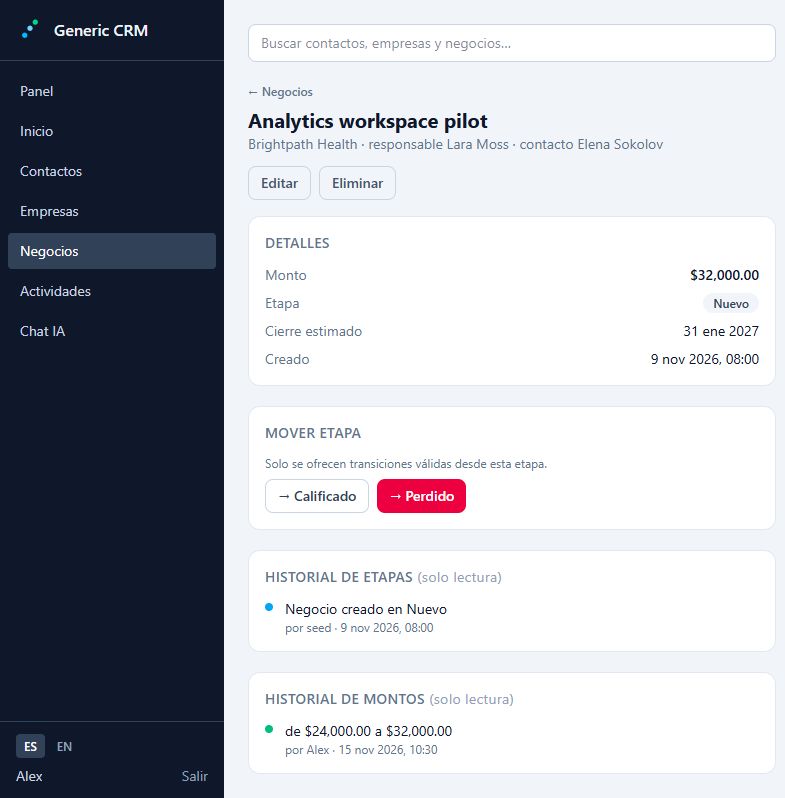 Generic CRM
Panel
Inicio
Contactos
Empresas
Negocios
Actividades
Chat IA
ES EN
Alex Salir
Buscar contactos, empresas y negocios...
← Negocios
Analytics workspace pilot
Brightpath Health · responsable Lara Moss · contacto Elena Sokolov
Editar Eliminar
DETALLES
Monto $32,000.00
Etapa Nuevo
Cierre estimado 31 ene 2027
Creado 9 nov 2026, 08:00
MOVER ETAPA
Solo se ofrecen transiciones válidas desde esta etapa.
→ Calificado → Perdido
HISTORIAL DE ETAPAS (solo lectura)
Negocio creado en Nuevo
por seed · 9 nov 2026, 08:00
HISTORIAL DE MONTOS (solo lectura)
de $24,000.00 a $32,000.00
por Alex · 15 nov 2026, 10:30